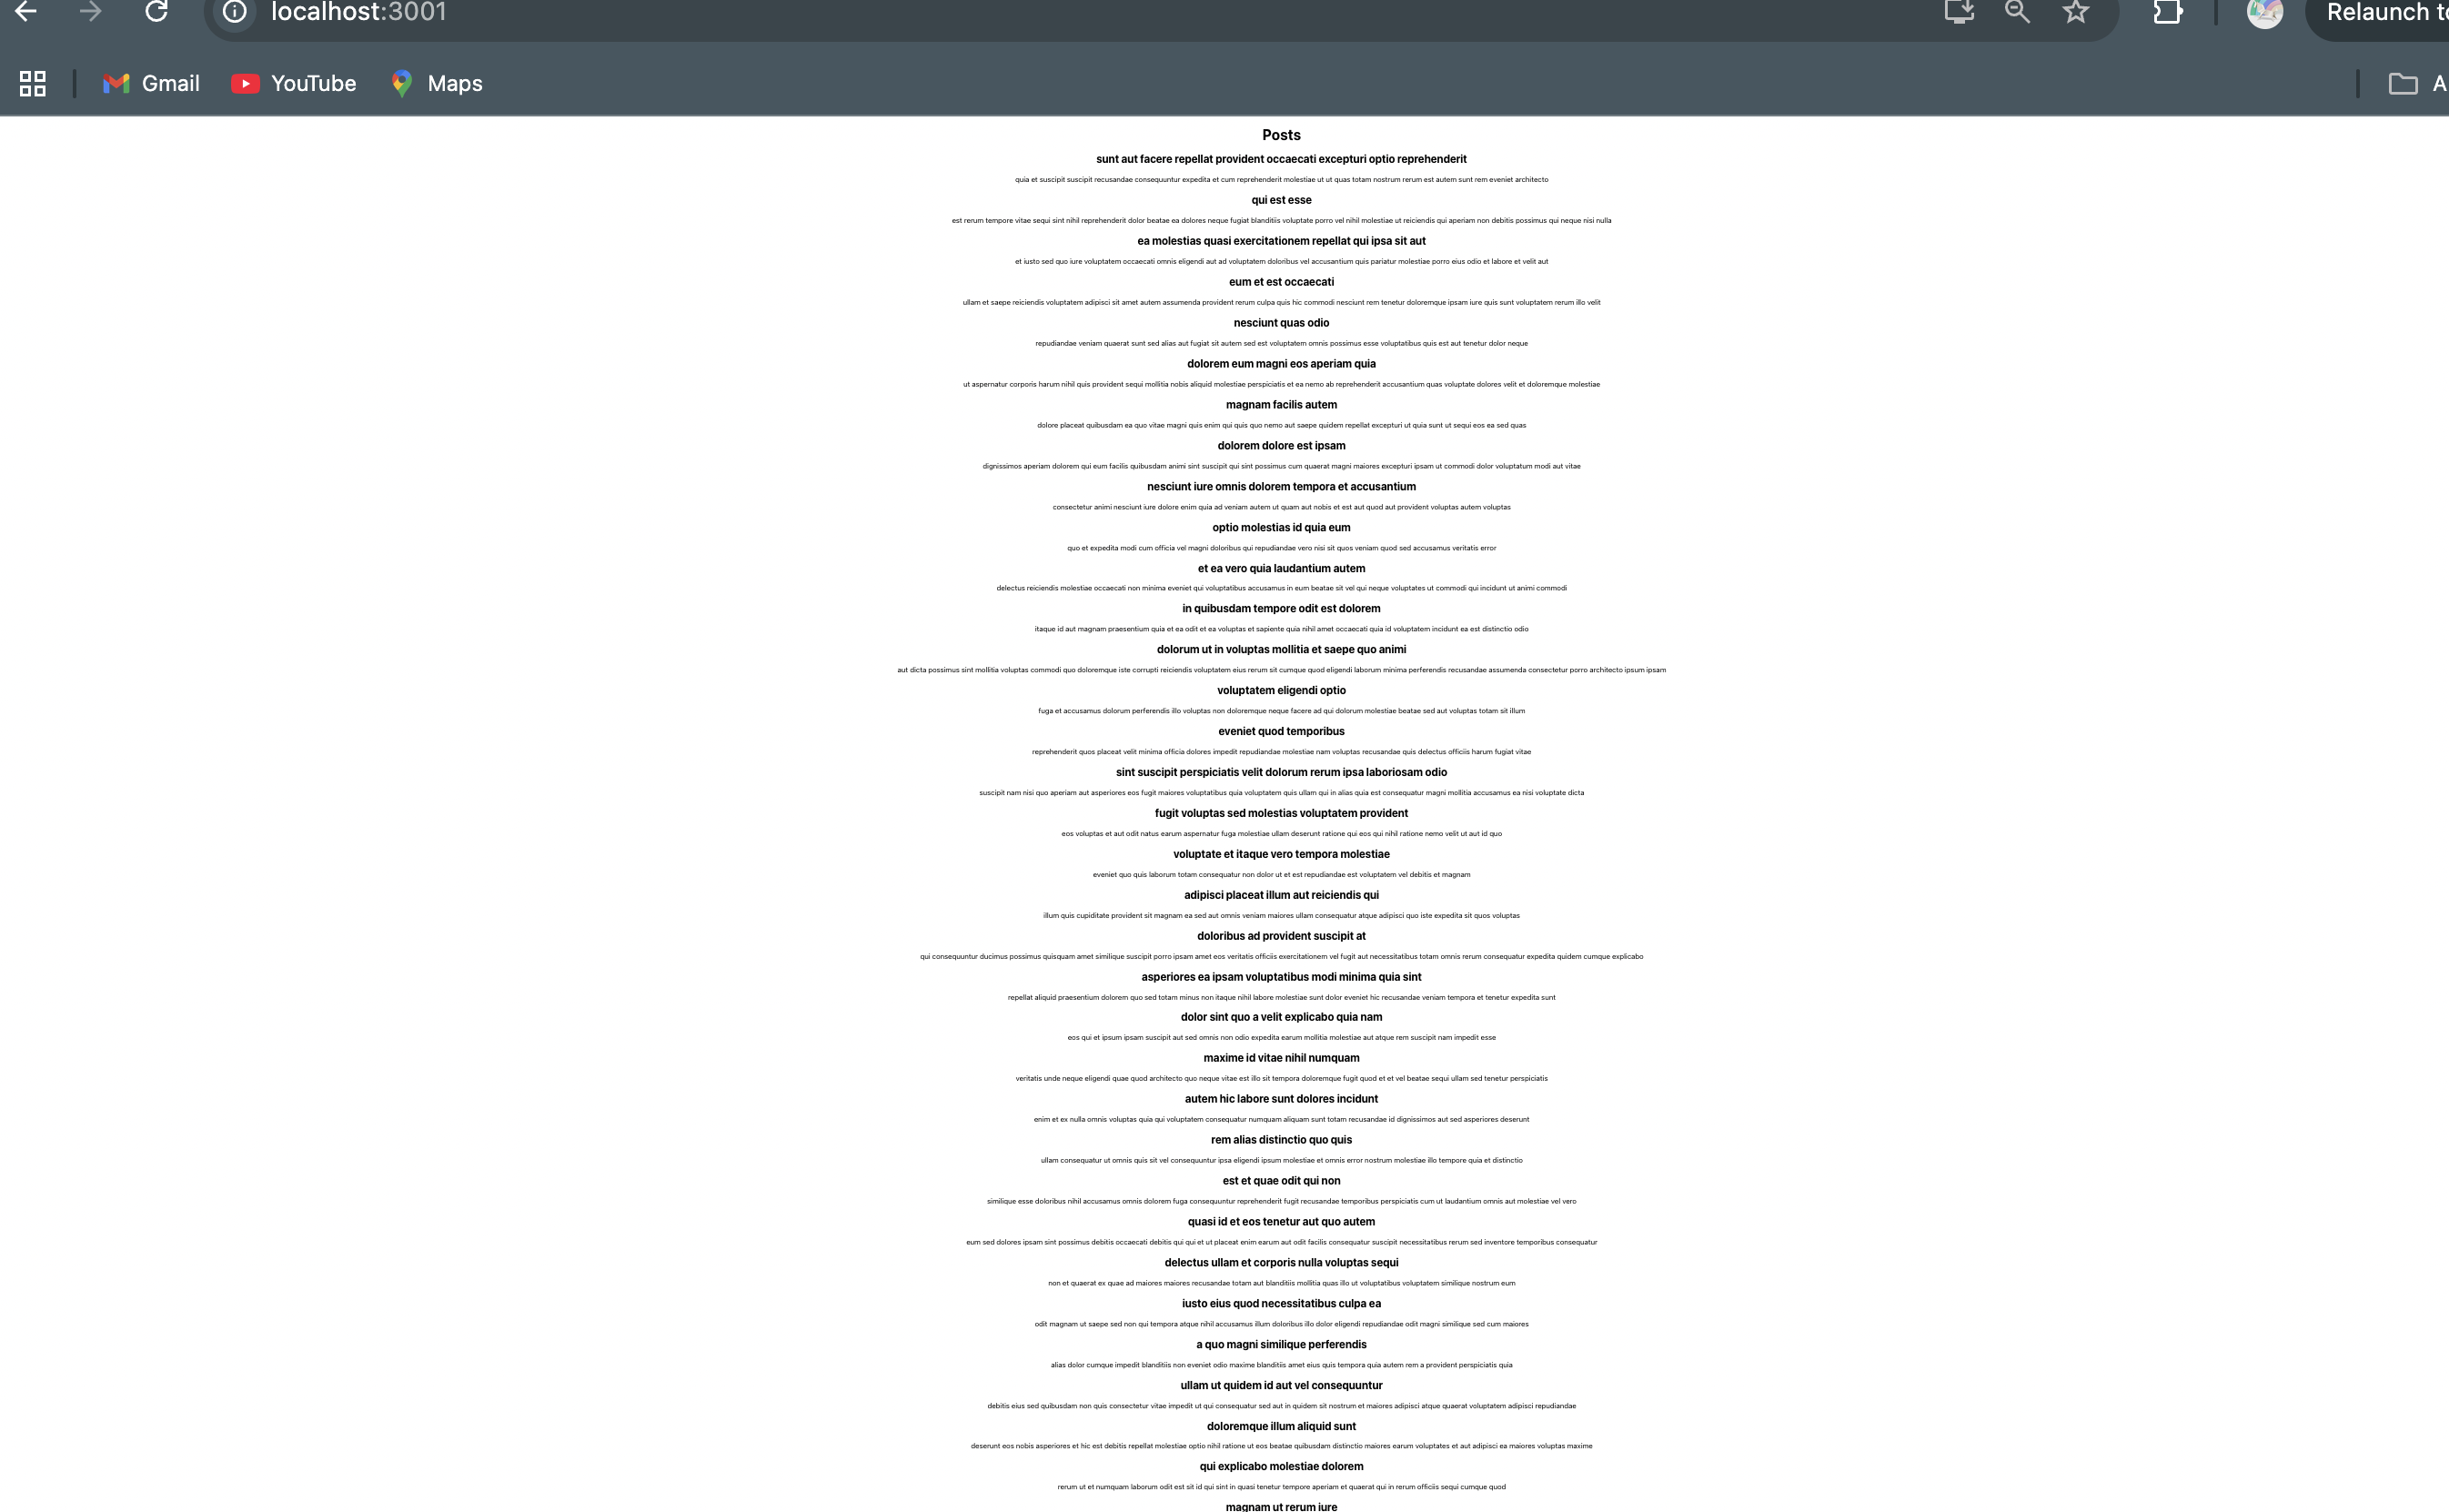 localhost:3001
Relaunch to
Gmail
YouTube
Maps
A
Posts
sunt aut facere repellat provident occaecati excepturi optio reprehenderit
quia et suscipit suscipit recusandae consequuntur expedita et cum reprehenderit molestiae ut ut quas totam nostrum rerum est autem sunt rem eveniet architecto
qui est esse
est rerum tempore vitae sequi sint nihil reprehenderit dolor beatae ea dolores neque fugiat blanditiis voluptate porro vel nihil molestiae ut reiciendis qui aperiam non debitis possimus qui neque nisi nulla
ea molestias quasi exercitationem repellat qui ipsa sit aut
et iusto sed quo iure voluptatem occaecati omnis eligendi aut ad voluptatem doloribus vel accusantium quis pariatur molestiae porro eius odio et labore et velit aut
eum et est occaecati
ullam et saepe reiciendis voluptatem adipisci sit amet autem assumenda provident rerum culpa quis hic commodi nesciunt rem tenetur doloremque ipsam iure quis sunt voluptatem rerum illo velit
nesciunt quas odio
repudiandae veniam quaerat sunt sed alias aut fugiat sit autem sed est voluptatem omnis possimus esse voluptatibus quis est aut tenetur dolor neque
dolorem eum magni eos aperiam quia
ut aspernatur corporis harum nihil quis provident sequi mollitia nobis aliquid molestiae perspiciatis et ea nemo ab reprehenderit accusantium quas voluptate dolores velit et doloremque molestiae
magnam facilis autem
dolore placeat quibusdam ea quo vitae magni quis enim qui quis quo nemo aut saepe quidem repellat excepturi ut quia sunt ut sequi eos ea sed quas
dolorem dolore est ipsam
dignissimos aperiam dolorem qui eum facilis quibusdam animi sint suscipit qui sint possimus cum quaerat magni maiores excepturi ipsam ut commodi dolor voluptatum modi aut vitae
nesciunt iure omnis dolorem tempora et accusantium
consectetur animi nesciunt iure dolore enim quia ad veniam autem ut quam aut nobis et est aut quod aut provident voluptas autem voluptas
optio molestias id quia eum
quo et expedita modi cum officia vel magni doloribus qui repudiandae vero nisi sit quos veniam quod sed accusamus veritatis error
et ea vero quia laudantium autem
delectus reiciendis molestiae occaecati non minima eveniet qui voluptatibus accusamus in eum beatae sit vel qui neque voluptates ut commodi qui incidunt ut animi commodi
in quibusdam tempore odit est dolorem
itaque id aut magnam praesentium quia et ea odit et ea voluptas et sapiente quia nihil amet occaecati quia id voluptatem incidunt ea est distinctio odio
dolorum ut in voluptas mollitia et saepe quo animi
aut dicta possimus sint mollitia voluptas commodi quo doloremque iste corrupti reiciendis voluptatem eius rerum sit cumque quod eligendi laborum minima perferendis recusandae assumenda consectetur porro architecto ipsum ipsam
voluptatem eligendi optio
fuga et accusamus dolorum perferendis illo voluptas non doloremque neque facere ad qui dolorum molestiae beatae sed aut voluptas totam sit illum
eveniet quod temporibus
reprehenderit quos placeat velit minima officia dolores impedit repudiandae molestiae nam voluptas recusandae quis delectus officiis harum fugiat vitae
sint suscipit perspiciatis velit dolorum rerum ipsa laboriosam odio
suscipit nam nisi quo aperiam aut asperiores eos fugit maiores voluptatibus quia voluptatem quis ullam qui in alias quia est consequatur magni mollitia accusamus ea nisi voluptate dicta
fugit voluptas sed molestias voluptatem provident
eos voluptas et aut odit natus earum aspernatur fuga molestiae ullam deserunt ratione qui eos qui nihil ratione nemo velit ut aut id quo
voluptate et itaque vero tempora molestiae
eveniet quo quis laborum totam consequatur non dolor ut et est repudiandae est voluptatem vel debitis et magnam
adipisci placeat illum aut reiciendis qui
illum quis cupiditate provident sit magnam ea sed aut omnis veniam maiores ullam consequatur atque adipisci quo iste expedita sit quos voluptas
doloribus ad provident suscipit at
qui consequuntur ducimus possimus quisquam amet similique suscipit porro ipsam amet eos veritatis officiis exercitationem vel fugit aut necessitatibus totam omnis rerum consequatur expedita quidem cumque explicabo
asperiores ea ipsam voluptatibus modi minima quia sint
repellat aliquid praesentium dolorem quo sed totam minus non itaque nihil labore molestiae sunt dolor eveniet hic recusandae veniam tempora et tenetur expedita sunt
dolor sint quo a velit explicabo quia nam
eos qui et ipsum ipsam suscipit aut sed omnis non odio expedita earum mollitia molestiae aut atque rem suscipit nam impedit esse
maxime id vitae nihil numquam
veritatis unde neque eligendi quae quod architecto quo neque vitae est illo sit tempora doloremque fugit quod et et vel beatae sequi ullam sed tenetur perspiciatis
autem hic labore sunt dolores incidunt
enim et ex nulla omnis voluptas quia qui voluptatem consequatur numquam aliquam sunt totam recusandae id dignissimos aut sed asperiores deserunt
rem alias distinctio quo quis
ullam consequatur ut omnis quis sit vel consequuntur ipsa eligendi ipsum molestiae et omnis error nostrum molestiae illo tempore quia et distinctio
est et quae odit qui non
similique esse doloribus nihil accusamus omnis dolorem fuga consequuntur reprehenderit fugit recusandae temporibus perspiciatis cum ut laudantium omnis aut molestiae vel vero
quasi id et eos tenetur aut quo autem
eum sed dolores ipsam sint possimus debitis occaecati debitis qui qui et ut placeat enim earum aut odit facilis consequatur suscipit necessitatibus rerum sed inventore temporibus consequatur
delectus ullam et corporis nulla voluptas sequi
non et quaerat ex quae ad maiores maiores recusandae totam aut blanditiis mollitia quas illo ut voluptatibus voluptatem similique nostrum eum
iusto eius quod necessitatibus culpa ea
odit magnam ut saepe sed non qui tempora atque nihil accusamus illum doloribus illo dolor eligendi repudiandae odit magni similique sed cum maiores
a quo magni similique perferendis
alias dolor cumque impedit blanditiis non eveniet odio maxime blanditiis amet eius quis tempora quia autem rem a provident perspiciatis quia
ullam ut quidem id aut vel consequuntur
debitis eius sed quibusdam non quis consectetur vitae impedit ut qui consequatur sed aut in quidem sit nostrum et maiores adipisci atque quaerat voluptatem adipisci repudiandae
doloremque illum aliquid sunt
deserunt eos nobis asperiores et hic est debitis repellat molestiae optio nihil ratione ut eos beatae quibusdam distinctio maiores earum voluptates et aut adipisci ea maiores voluptas maxime
qui explicabo molestiae dolorem
rerum ut et numquam laborum odit est sit id qui sint in quasi tenetur tempore aperiam et quaerat qui in rerum officiis sequi cumque quod
magnam ut rerum iure